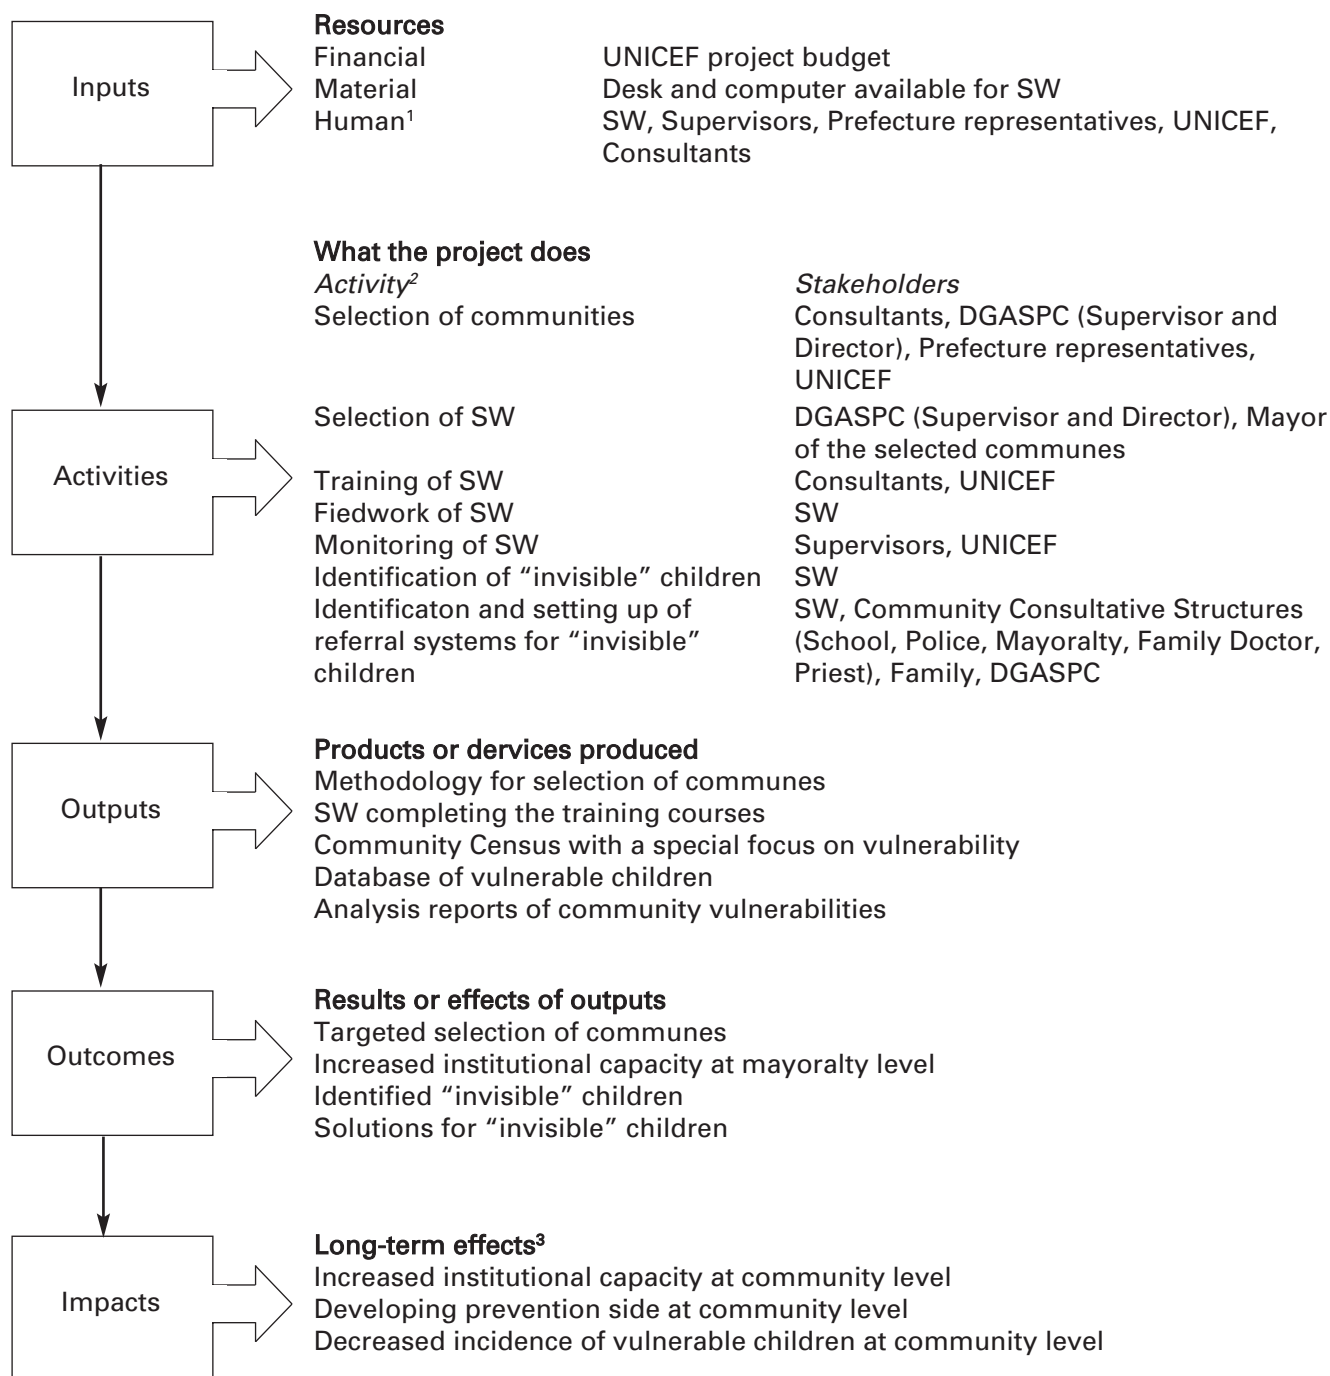 Inputs
Resources
Financial UNICEF project budget
Material Desk and computer available for SW
Human¹ SW, Supervisors, Prefecture representatives, UNICEF,
Consultants
What the project does
Activity² Stakeholders
Selection of communities Consultants, DGASPC (Supervisor and
Director), Prefecture representatives,
UNICEF
Activities
Selection of SW DGASPC (Supervisor and Director), Mayor
of the selected communes
Training of SW Consultants, UNICEF
Fiedwork of SW SW
Monitoring of SW Supervisors, UNICEF
Identification of “invisible” children SW
Identificaton and setting up of SW, Community Consultative Structures
referral systems for “invisible” (School, Police, Mayoralty, Family Doctor,
children Priest), Family, DGASPC
Outputs
Products or dervices produced
Methodology for selection of communes
SW completing the training courses
Community Census with a special focus on vulnerability
Database of vulnerable children
Analysis reports of community vulnerabilities
Outcomes
Results or effects of outputs
Targeted selection of communes
Increased institutional capacity at mayoralty level
Identified “invisible” children
Solutions for “invisible” children
Impacts
Long-term effects³
Increased institutional capacity at community level
Developing prevention side at community level
Decreased incidence of vulnerable children at community level